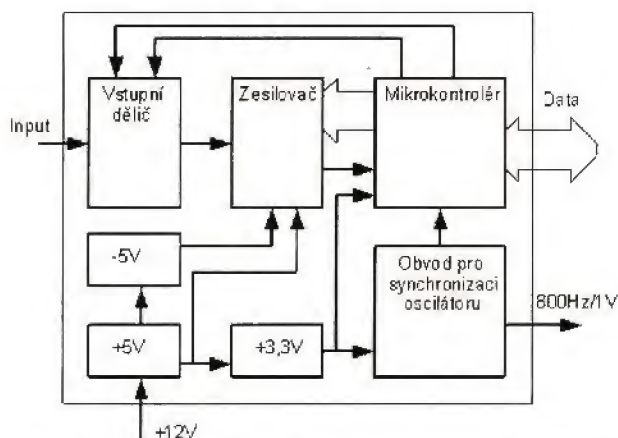 Vstupní
dělič
Zesilovač
Mikrokontrolér
Data
Input
-5V
Obvod pro
synchronizaci
oscilátoru
800Hz/1V
+5V
+3,3V
+12V